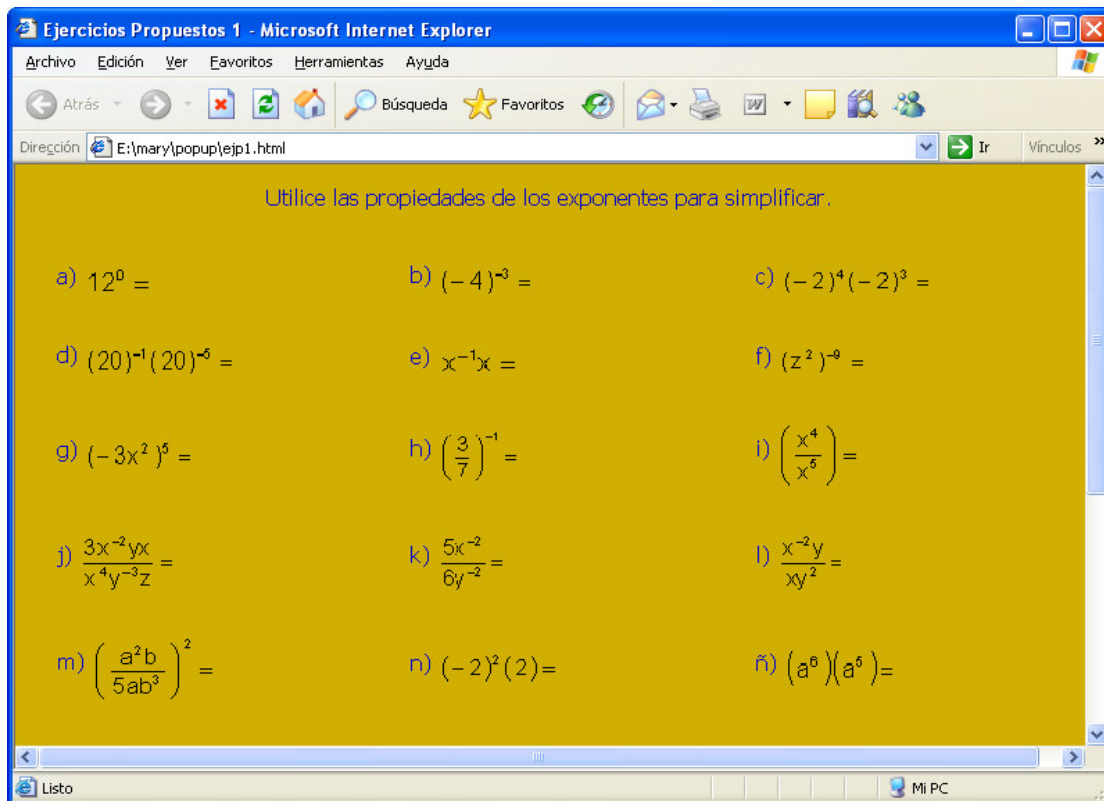 Ejercicios Propuestos 1 - Microsoft Internet Explorer
Archivo Edición Ver Favoritos Herramientas Ayuda
Atrás Búsqueda Favoritos
Dirección E:\mary\popup\ejp1.html Ir Vínculos »
Utilice las propiedades de los exponentes para simplificar.
a) 12⁰ = b) (-4)⁻³ = c) (-2)⁴(-2)³ =
d) (20)⁻¹(20)⁻⁵ = e) x⁻¹x = f) (z²)⁻⁹ =
g) (-3x²)⁵ = h) (3/7)⁻¹ = i) (x⁴/x⁵) =
j) 3x⁻²yx/x⁴y⁻³z = k) 5x⁻²/6y⁻² = l) x⁻²y/xy² =
m) (a²b/5ab³)² = n) (-2)²(2)= ñ) (a⁶)(a⁵)=
Listo Mi PC